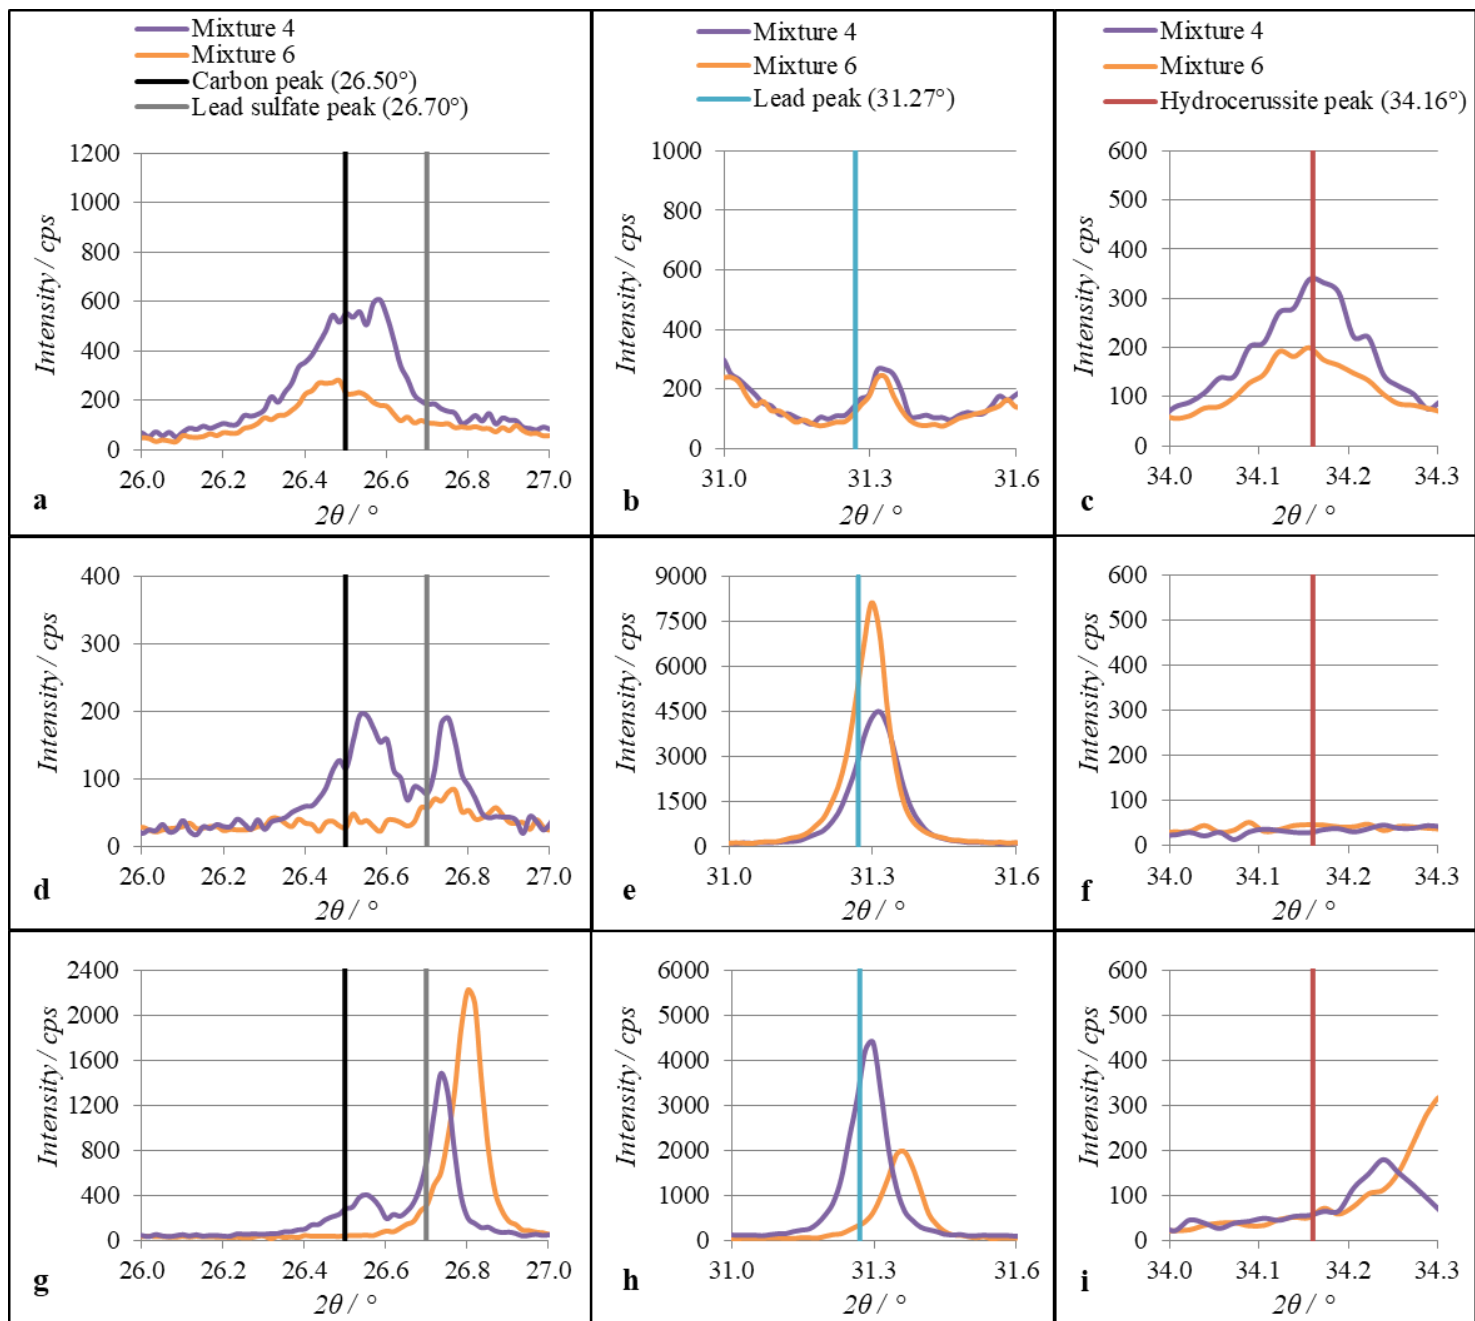 Mixture 4
Mixture 6
Carbon peak (26.50°)
Lead sulfate peak (26.70°)
1200
1000
800
600
400
200
0
Intensity / cps
26.0 26.2 26.4 26.6 26.8 27.0
2θ / °
a
Mixture 4
Mixture 6
Lead peak (31.27°)
1000
800
600
400
200
0
Intensity / cps
31.0 31.3 31.6
2θ / °
b
Mixture 4
Mixture 6
Hydrocerussite peak (34.16°)
600
500
400
300
200
100
0
Intensity / cps
34.0 34.1 34.2 34.3
2θ / °
c
400
300
200
100
0
Intensity / cps
26.0 26.2 26.4 26.6 26.8 27.0
2θ / °
d
9000
7500
6000
4500
3000
1500
0
Intensity / cps
31.0 31.3 31.6
2θ / °
e
600
500
400
300
200
100
0
Intensity / cps
34.0 34.1 34.2 34.3
2θ / °
f
2400
2000
1600
1200
800
400
0
Intensity / cps
26.0 26.2 26.4 26.6 26.8 27.0
2θ / °
g
6000
5000
4000
3000
2000
1000
0
Intensity / cps
31.0 31.3 31.6
2θ / °
h
600
500
400
300
200
100
0
Intensity / cps
34.0 34.1 34.2 34.3
2θ / °
i